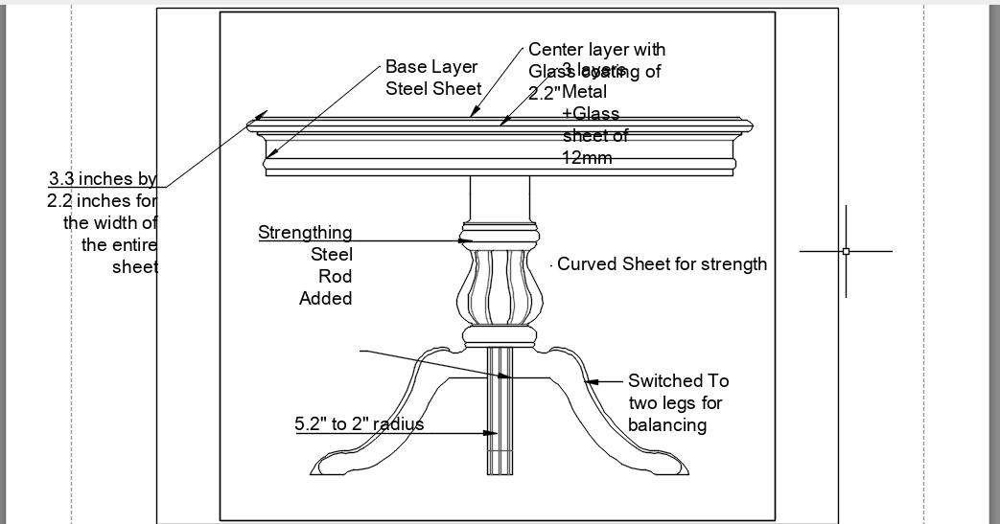 Base Layer
Steel Sheet
Center layer with
Glass coating of
2.2"
3 layers
Metal
+Glass
sheet of
12mm
3.3 inches by
2.2 inches for
the width of
the entire
sheet
Strengthing
Steel
Rod
Added
Curved Sheet for strength
Switched To
two legs for
balancing
5.2" to 2" radius